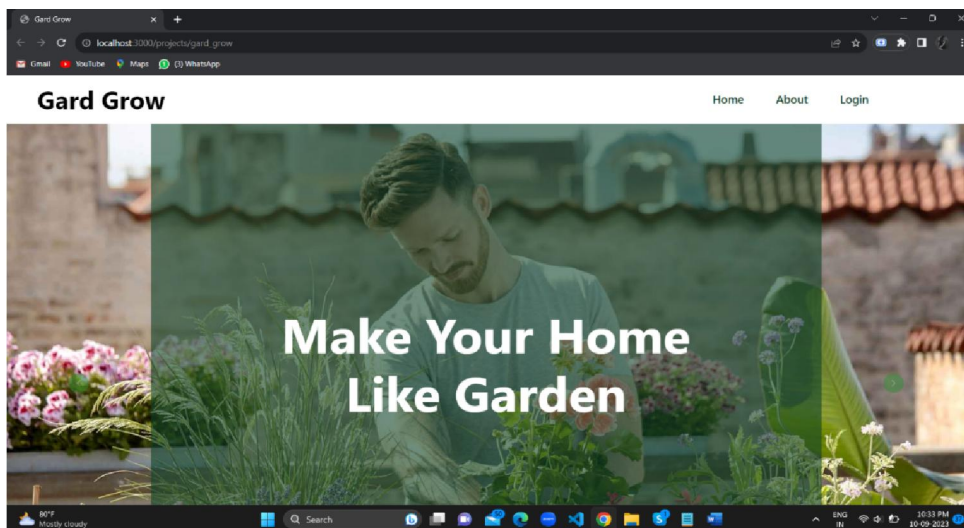 Gard Grow
localhost:3000/projects/gard_grow
Gmail YouTube Maps (3) WhatsApp
Gard Grow
Home About Login
Make Your Home
Like Garden
80°F
Mostly cloudy
Search
ENG
IN
10:33 PM
10-09-2023